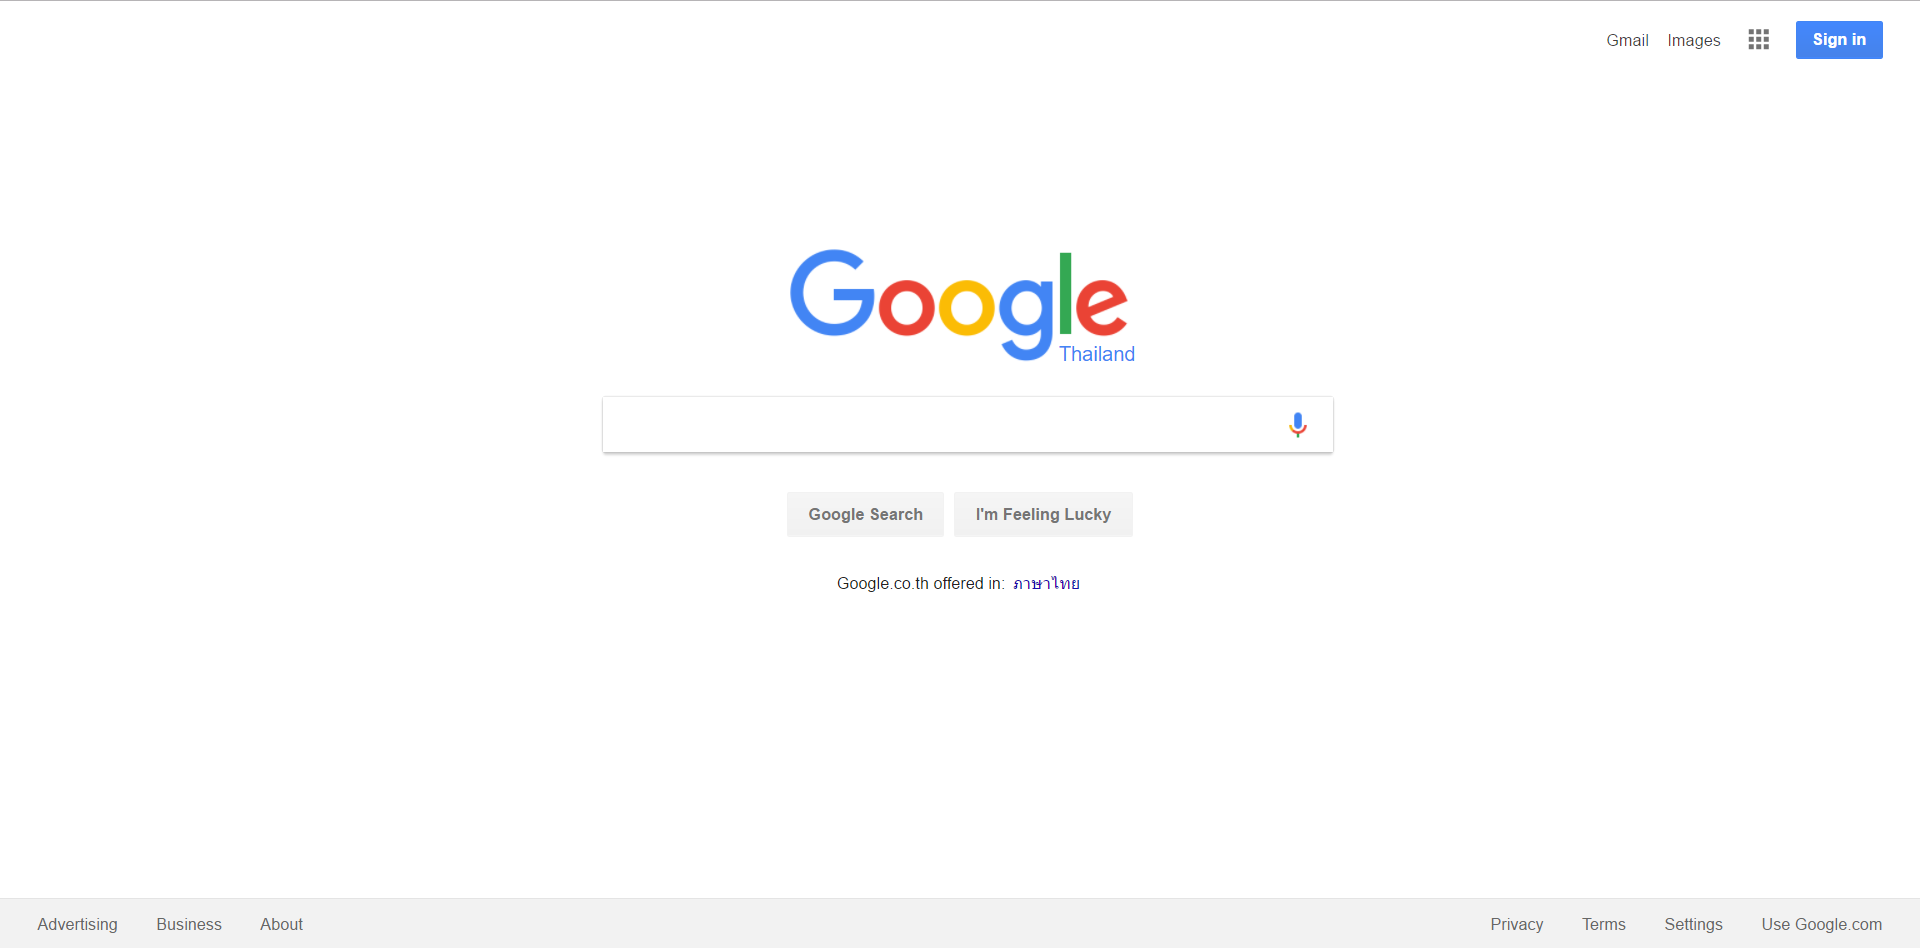 Gmail Images Sign in
Google
Thailand
Google Search I'm Feeling Lucky
Google.co.th offered in: ภาษาไทย
Advertising Business About Privacy Terms Settings Use Google.com